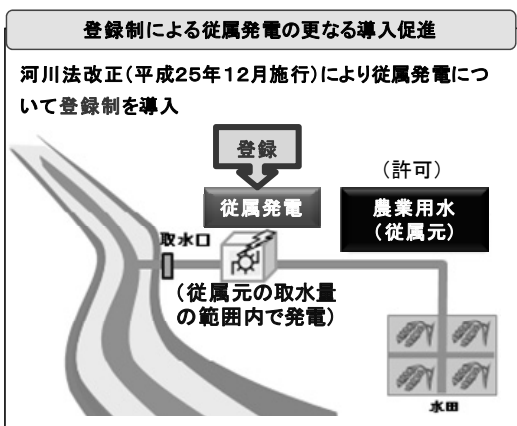 登録制による従属発電の更なる導入促進
河川法改正(平成25年12月施行)により従属発電につ
いて登録制を導入
登録
(許可)
従属発電
農業用水
(従属元)
取水口
(従属元の取水量
の範囲内で発電)
水田